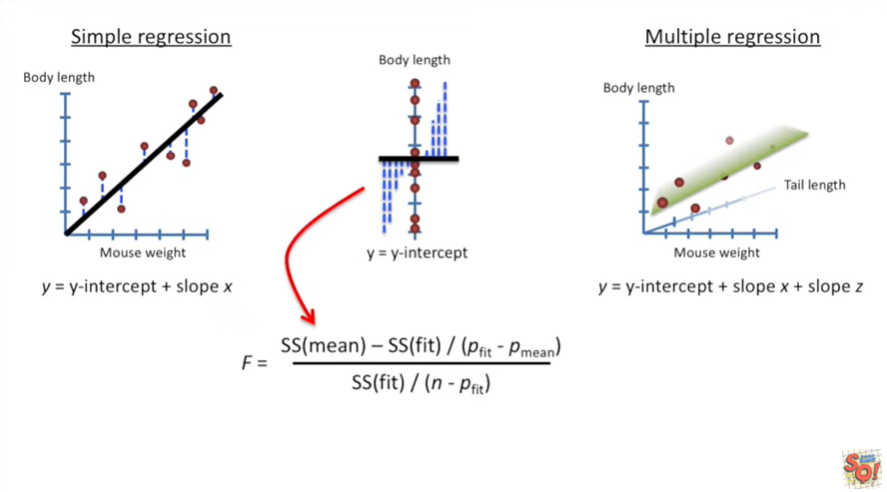 Simple regression
Body length
Mouse weight
y = y-intercept + slope x
Body length
y = y-intercept
Multiple regression
Body length
Tail length
Mouse weight
y = y-intercept + slope x + slope z
F =
SS(mean) – SS(fit) / (pfit - pmean)
SS(fit) / (n - pfit)
SQ!